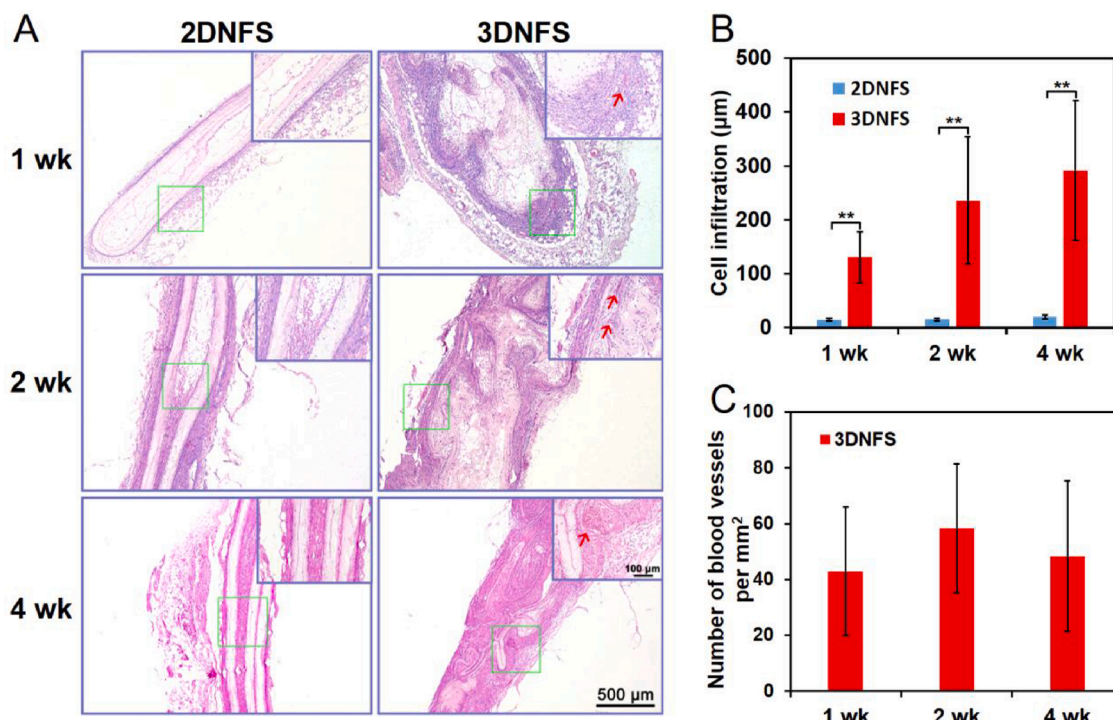 A
2DNFS 3DNFS
1 wk
2 wk
4 wk
100 µm
500 µm
B
Cell infiltration (µm)
500
400
300
200
100
0
2DNFS
3DNFS
**
**
**
1 wk 2 wk 4 wk
C
Number of blood vessels
per mm²
100
80
60
40
20
0
3DNFS
1 wk 2 wk 4 wk